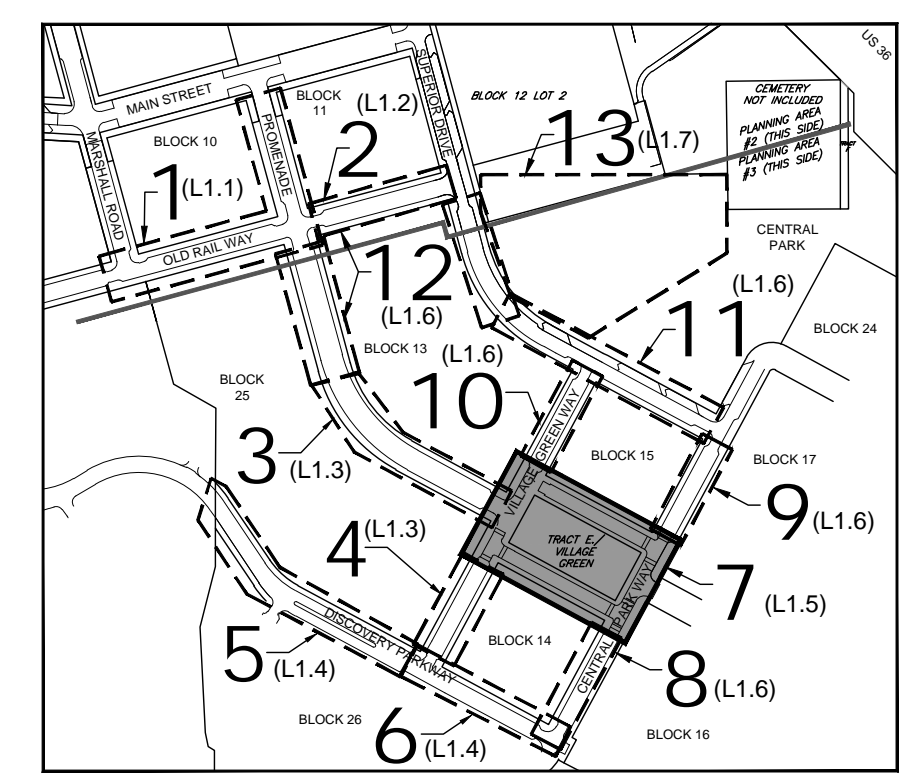 US 36
MAIN STREET
BLOCK
11
(L1.2)
SUPERIOR DRIVE
BLOCK 12 LOT 2
CEMETERY
NOT INCLUDED
PLANNING AREA
#2 (THIS SIDE)
PLANNING AREA
#3 (THIS SIDE)
BLOCK 10
PROMENADE
2
13
(L1.7)
MARSHALL ROAD
1
(L1.1)
OLD RAIL WAY
CENTRAL
PARK
12
(L1.6)
11
(L1.6)
BLOCK 24
BLOCK 13
(L1.6)
10
BLOCK
25
3
(L1.3)
VILLAGE GREEN WAY
BLOCK 15
BLOCK 17
9
(L1.6)
4
(L1.3)
TRACT E./
VILLAGE
GREEN
7
(L1.5)
5
(L1.4)
DISCOVERY PARKWAY
BLOCK 14
CENTRAL PARK WAY
8
(L1.6)
BLOCK 26
6
(L1.4)
BLOCK 16